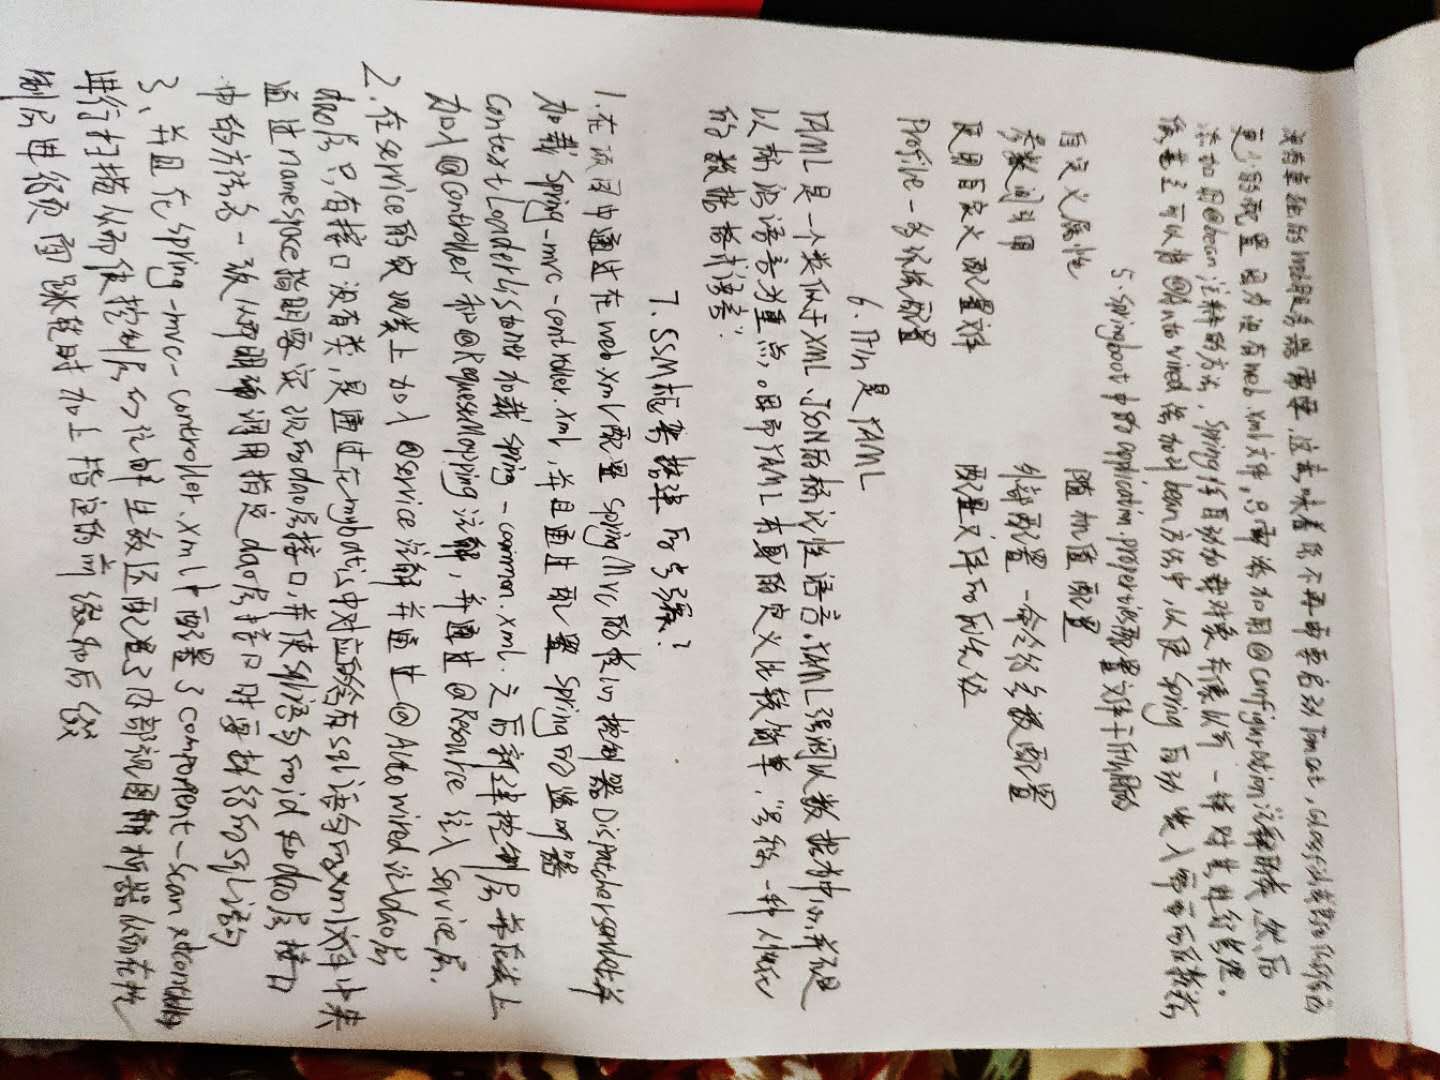 没有单独的web服务器需要.这意味着你不再需要启动Tomcat,Glassfish或其他任何东西
更少的配置 因为没有web.xml文件,只需添加用@Configuration注释的类,然后
添加用@bean注释的方法,Spring将自动加载对象并像以前一样对其进行管理。
您甚至可以将@Autowired添加到bean方法中,以使Spring自动装入需要的依赖
5.springboot中的application.properties配置文件
自定义属性 随机值配置
参数间引用 外部配置-命令行参数配置
使用自定义配置文件 配置文件的优先级
Profile-多环境配置
6.什么是YAML
YAML是一个类似于XML、JSON的标记性语言。YAML强调以数据为中心,并不是
以标语语言为重点,因而YAML本身的定义比较简单,号称"一种人性化
的数据格式语言".
7.SSM框架整体的步骤?
1.在项目中通过在web.xml配置SpringMvc的核心控制器Dispatcherservlet并
加载spring-mvc-controller.xml,并且通过配置Spring的监听器
ContextLoaderListoner加载spring-common.xml.之后新建控制层并在类上
加入@Controller和@RequestMapping注解,并通过@Resource注入service层.
2.在service的实现类上加入@service注解并通过@Autowired注入dao层
dao层只有接口没有类,是通过在mybatis中对应的含有sql语句的xml文件中来
通过namespace指明要实现的dao层接口,并使sql语句的id和dao层接口
中的方法名一致从而明确调用指定dao层接口时要执行的sql语句
3、并且在spring-mvc-controller.xml中配置了component-scan对controller
进行扫描从而使控制层的注解生效还配置了内部视图解析器从而在控
制层页面跳转时加上指定的前缀和后缀